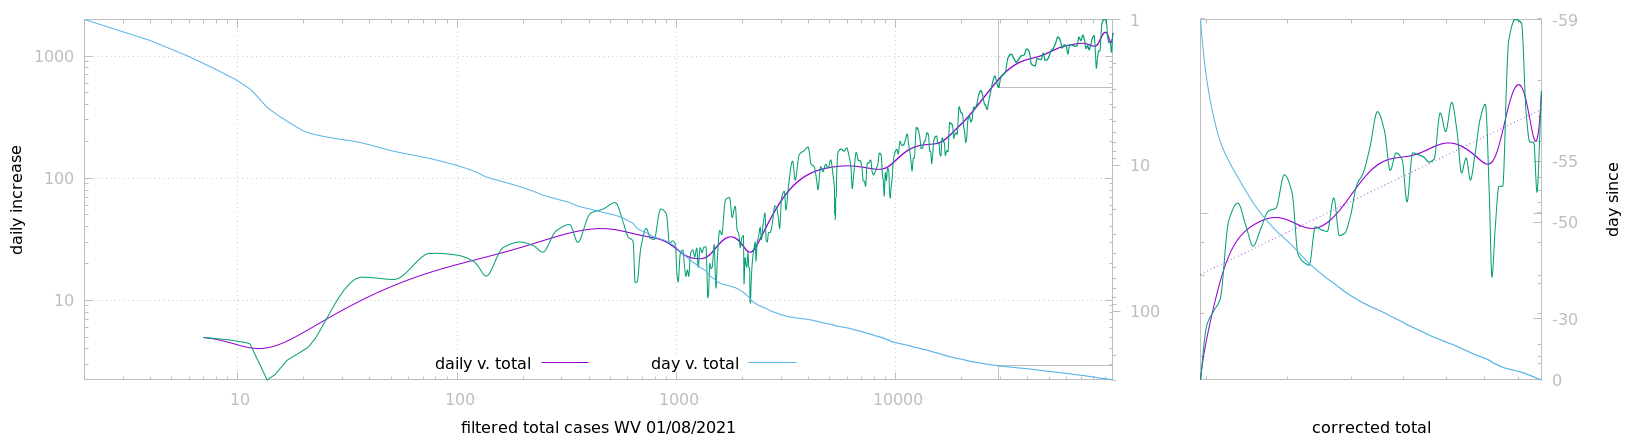 1000
100
10
daily increase
10
100
1000
10000
filtered total cases WV 01/08/2021
daily v. total
day v. total
1
10
100
corrected total
-59
-55
-50
-30
0
day since